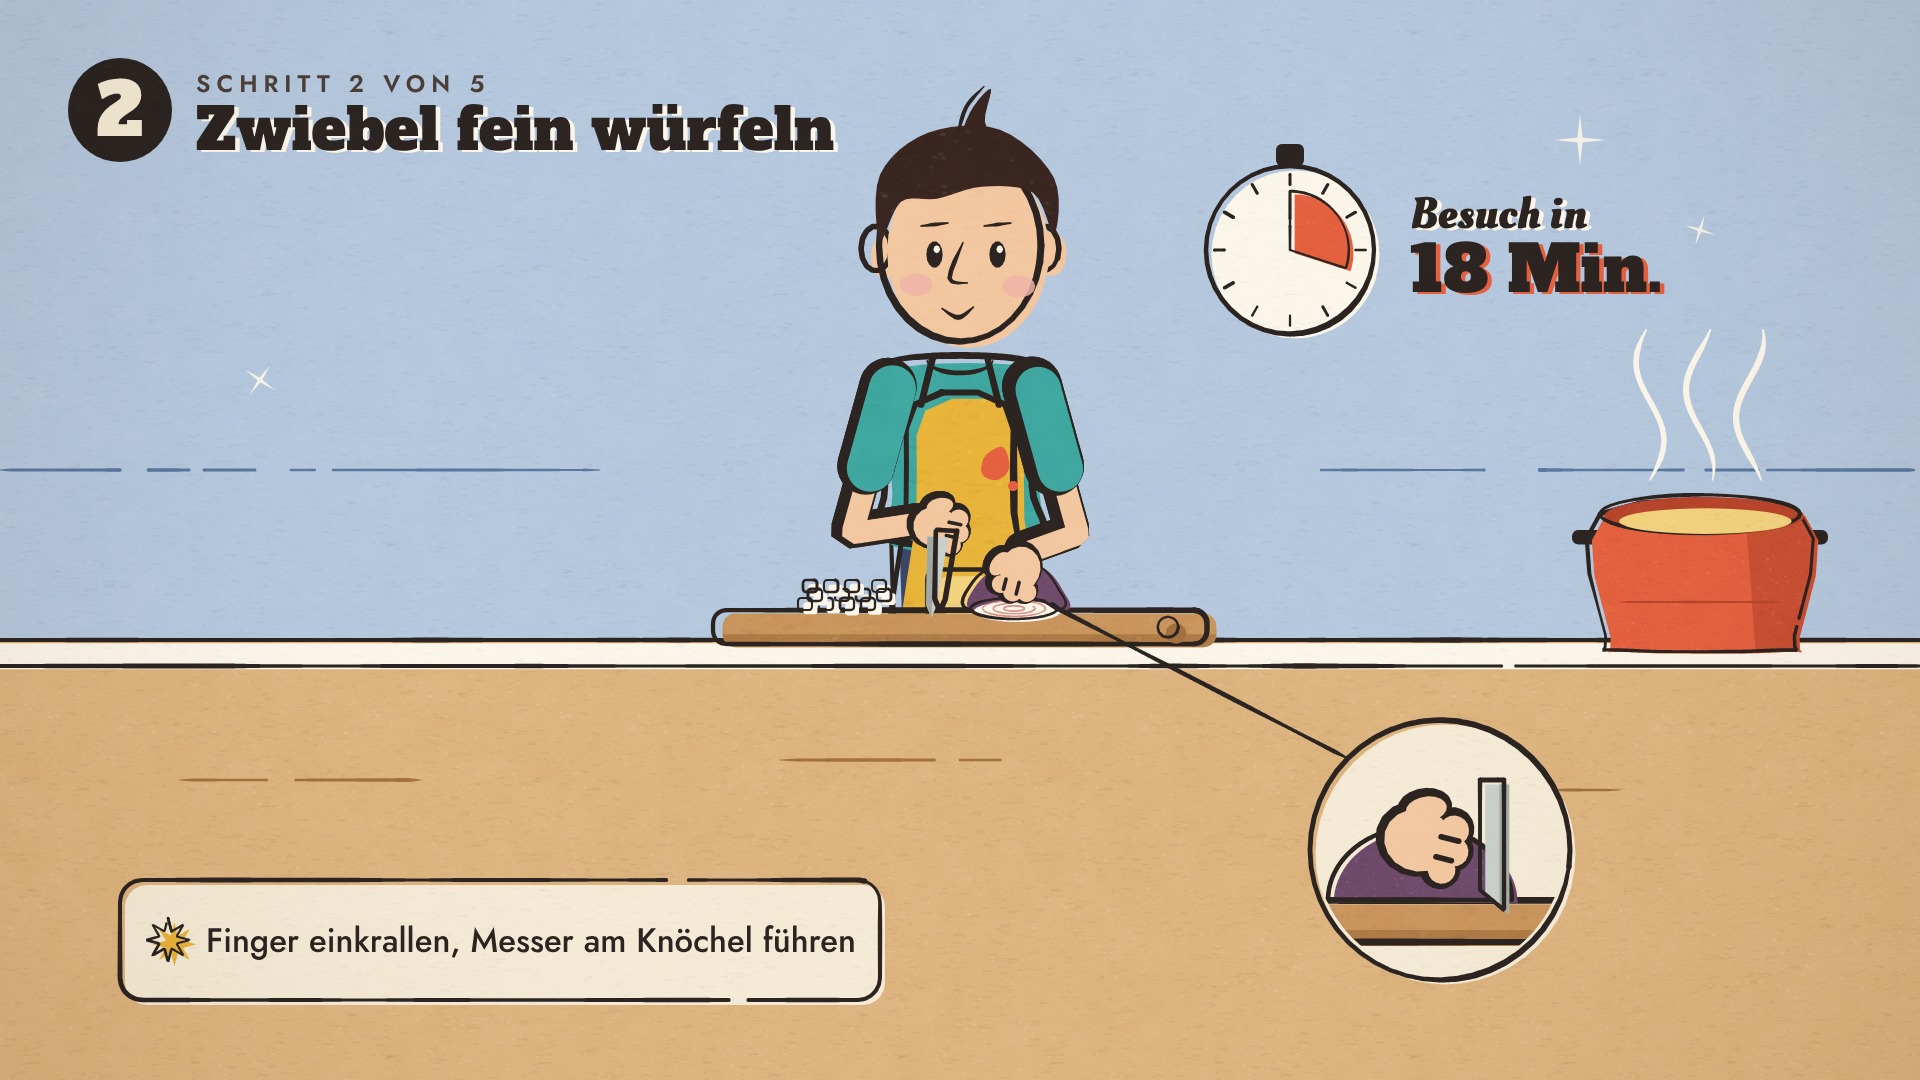 2
SCHRITT 2 VON 5
Zwiebel fein würfeln
Besuch in
18 Min.
Finger einkrallen, Messer am Knöchel führen